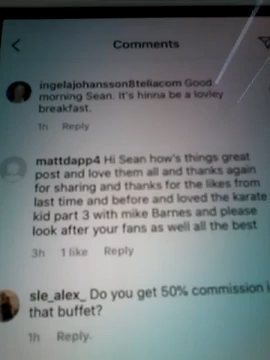 Comments
ingelajohansson8teliacom Good
morning Sean. It's hinna be a lovley
breakfast.
1h Reply
mattdapp4 Hi Sean how's things great
post and love them all and thanks again
for sharing and thanks for the likes from
last time and before and loved the karate
kid part 3 with mike Barnes and please
look after your fans as well all the best
3h 1 like Reply
sle_alex_ Do you get 50% commission
that buffet?
1h Reply